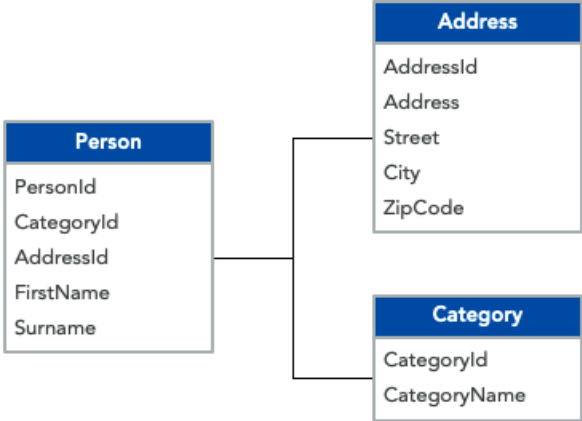 Person
PersonId
CategoryId
AddressId
FirstName
Surname
Address
AddressId
Address
Street
City
ZipCode
Category
CategoryId
CategoryName